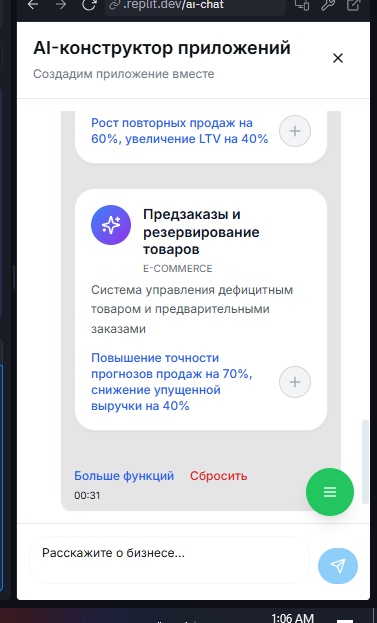 .replit.dev/ai-chat
AI-конструктор приложений
Создадим приложение вместе
Рост повторных продаж на
60%, увеличение LTV на 40%
Предзаказы и
резервирование
товаров
E-COMMERCE
Система управления дефицитным
товаром и предварительными
заказами
Повышение точности
прогнозов продаж на 70%,
снижение упущенной
выручки на 40%
Больше функций
Сбросить
00:31
Расскажите о бизнесе...
1:06 AM